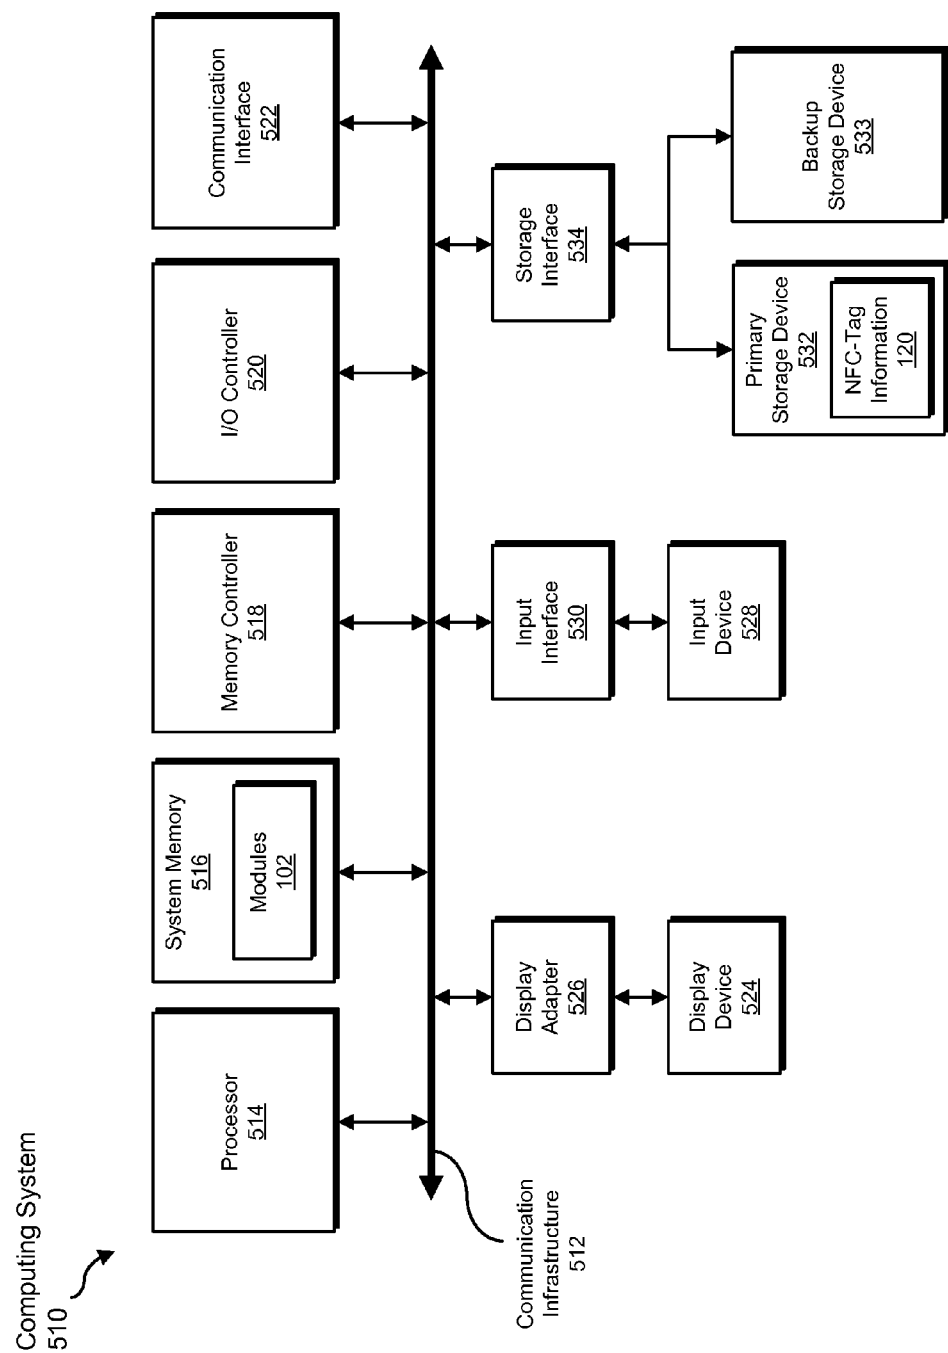 Computing System
510
Processor
514
System Memory
516
Modules
102
Memory Controller
518
I/O Controller
520
Communication
Interface
522
Communication
Infrastructure
512
Display
Adapter
526
Input
Interface
530
Storage
Interface
534
Display
Device
524
Input
Device
528
Primary
Storage Device
532
NFC-Tag
Information
120
Backup
Storage Device
533